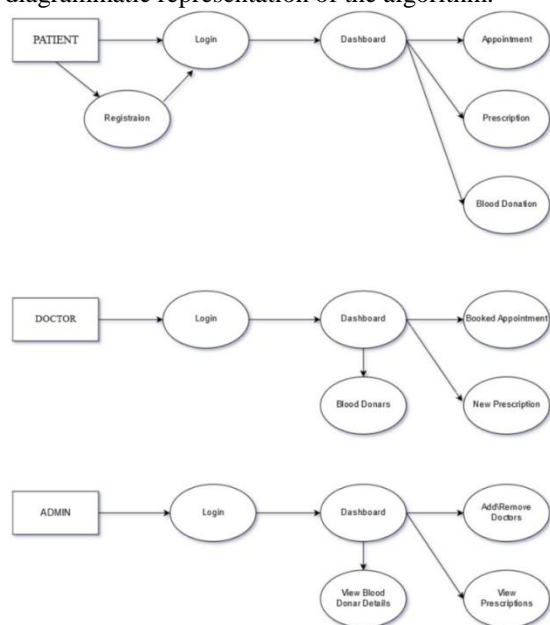 diagrammatic representation of the algorithm.
PATIENT
Login
Dashboard
Appointment
Registraion
Prescription
Blood Donation
DOCTOR
Login
Dashboard
Booked Appointment
Blood Donars
New Prescription
ADMIN
Login
Dashboard
Add\Remove
Doctors
View Blood
Donar Details
View
Prescriptions